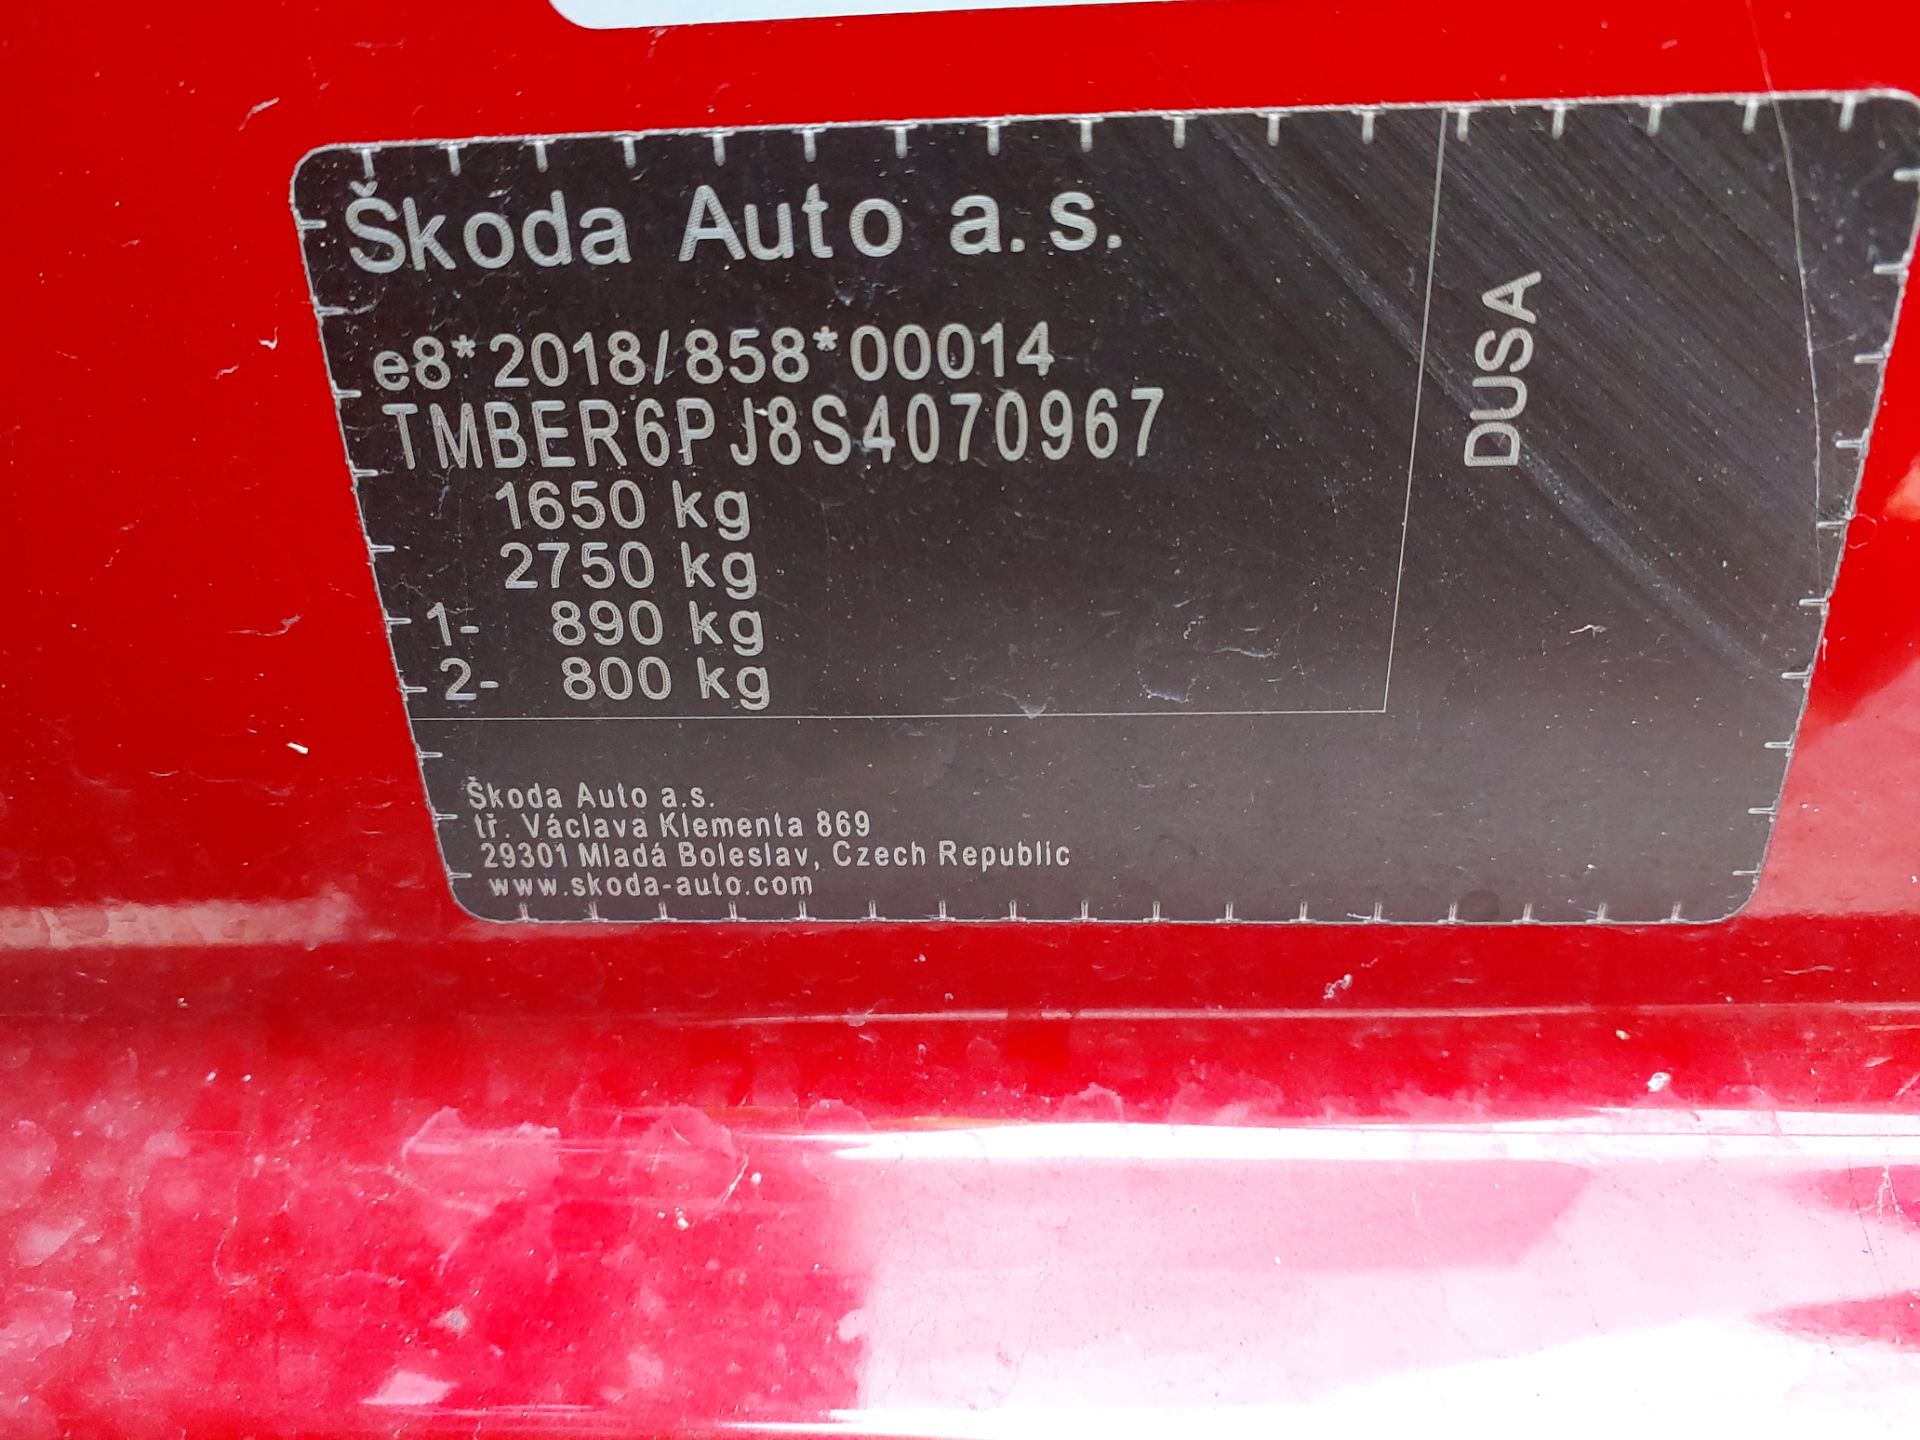 Škoda Auto a.s.
e8*2018/858*00014
TMBER6PJ8S4070967
1650 kg
2750 kg
1- 890 kg
2- 800 kg
DUSA
Škoda Auto a.s.
tř. Václava Klementa 869
29301 Mladá Boleslav, Czech Republic
www.skoda-auto.com